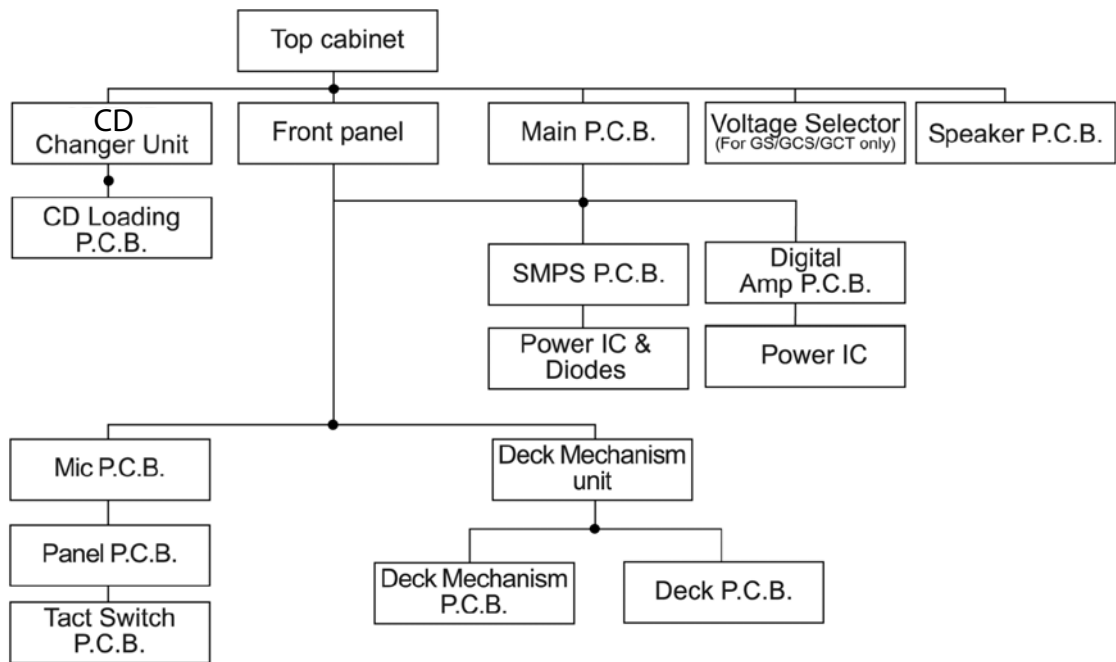 Top cabinet
CD
Changer Unit
Front panel
Main P.C.B.
Voltage Selector
(For GS/GCS/GCT only)
Speaker P.C.B.
CD Loading
P.C.B.
SMPS P.C.B.
Digital
Amp P.C.B.
Power IC &
Diodes
Power IC
Mic P.C.B.
Deck Mechanism
unit
Panel P.C.B.
Deck Mechanism
P.C.B.
Deck P.C.B.
Tact Switch
P.C.B.